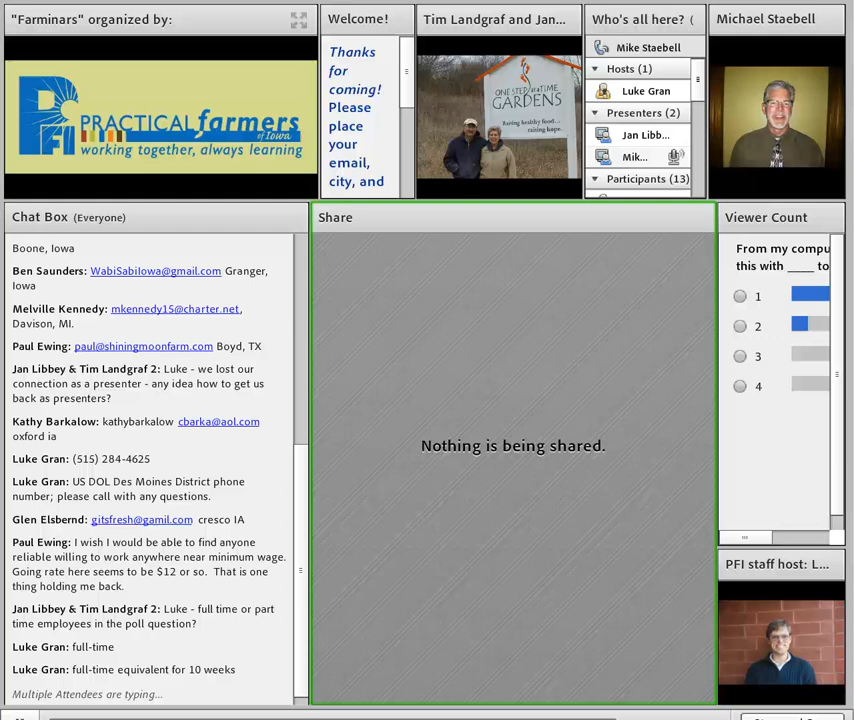 "Farminars" organized by:
PFI PRACTICAL farmers
of Iowa
working together, always learning
Welcome!
Thanks
for
coming!
Please
place
your
email,
city, and
Tim Landgraf and Jan...
ONE STEP at a TIME
GARDENS
Raising healthy food...
raising hope.
Who's all here? (
Mike Staebell
Hosts (1)
Luke Gran
Presenters (2)
Jan Libb...
Mik...
Participants (13)
Michael Staebell
Chat Box (Everyone)
Boone, Iowa
Ben Saunders: WabiSabiIowa@gmail.com Granger,
Iowa
Melville Kennedy: mkennedy15@charter.net,
Davison, MI.
Paul Ewing: paul@shiningmoonfarm.com Boyd, TX
Jan Libbey & Tim Landgraf 2: Luke - we lost our
connection as a presenter - any idea how to get us
back as presenters?
Kathy Barkalow: kathybarkalow cbarka@aol.com
oxford ia
Luke Gran: (515) 284-4625
Luke Gran: US DOL Des Moines District phone
number; please call with any questions.
Glen Elsbernd: gitsfresh@gamil.com cresco IA
Paul Ewing: I wish I would be able to find anyone
reliable willing to work anywhere near minimum wage.
Going rate here seems to be $12 or so. That is one
thing holding me back.
Jan Libbey & Tim Landgraf 2: Luke - full time or part
time employees in the poll question?
Luke Gran: full-time
Luke Gran: full-time equivalent for 10 weeks
Multiple Attendees are typing...
Share
Nothing is being shared.
Viewer Count
From my compu
this with ____ to
1
2
3
4
PFI staff host: L...